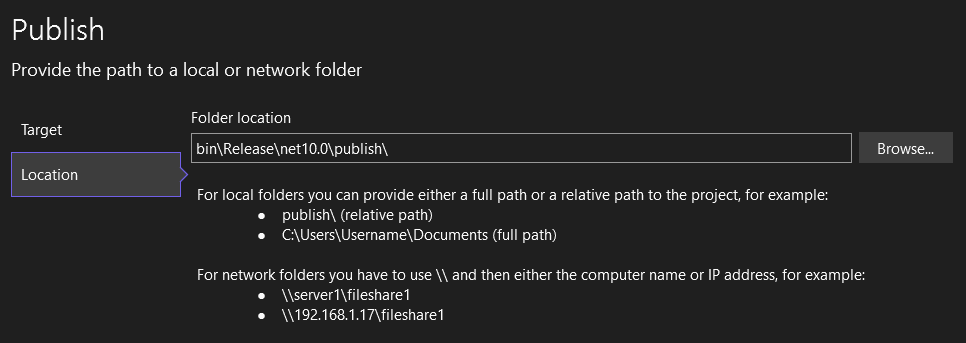 Publish
Provide the path to a local or network folder
Target
Location
Folder location
bin\Release\net10.0\publish\
Browse...
For local folders you can provide either a full path or a relative path to the project, for example:
● publish\ (relative path)
● C:\Users\Username\Documents (full path)
For network folders you have to use \\ and then either the computer name or IP address, for example:
● \\server1\fileshare1
● \\192.168.1.17\fileshare1